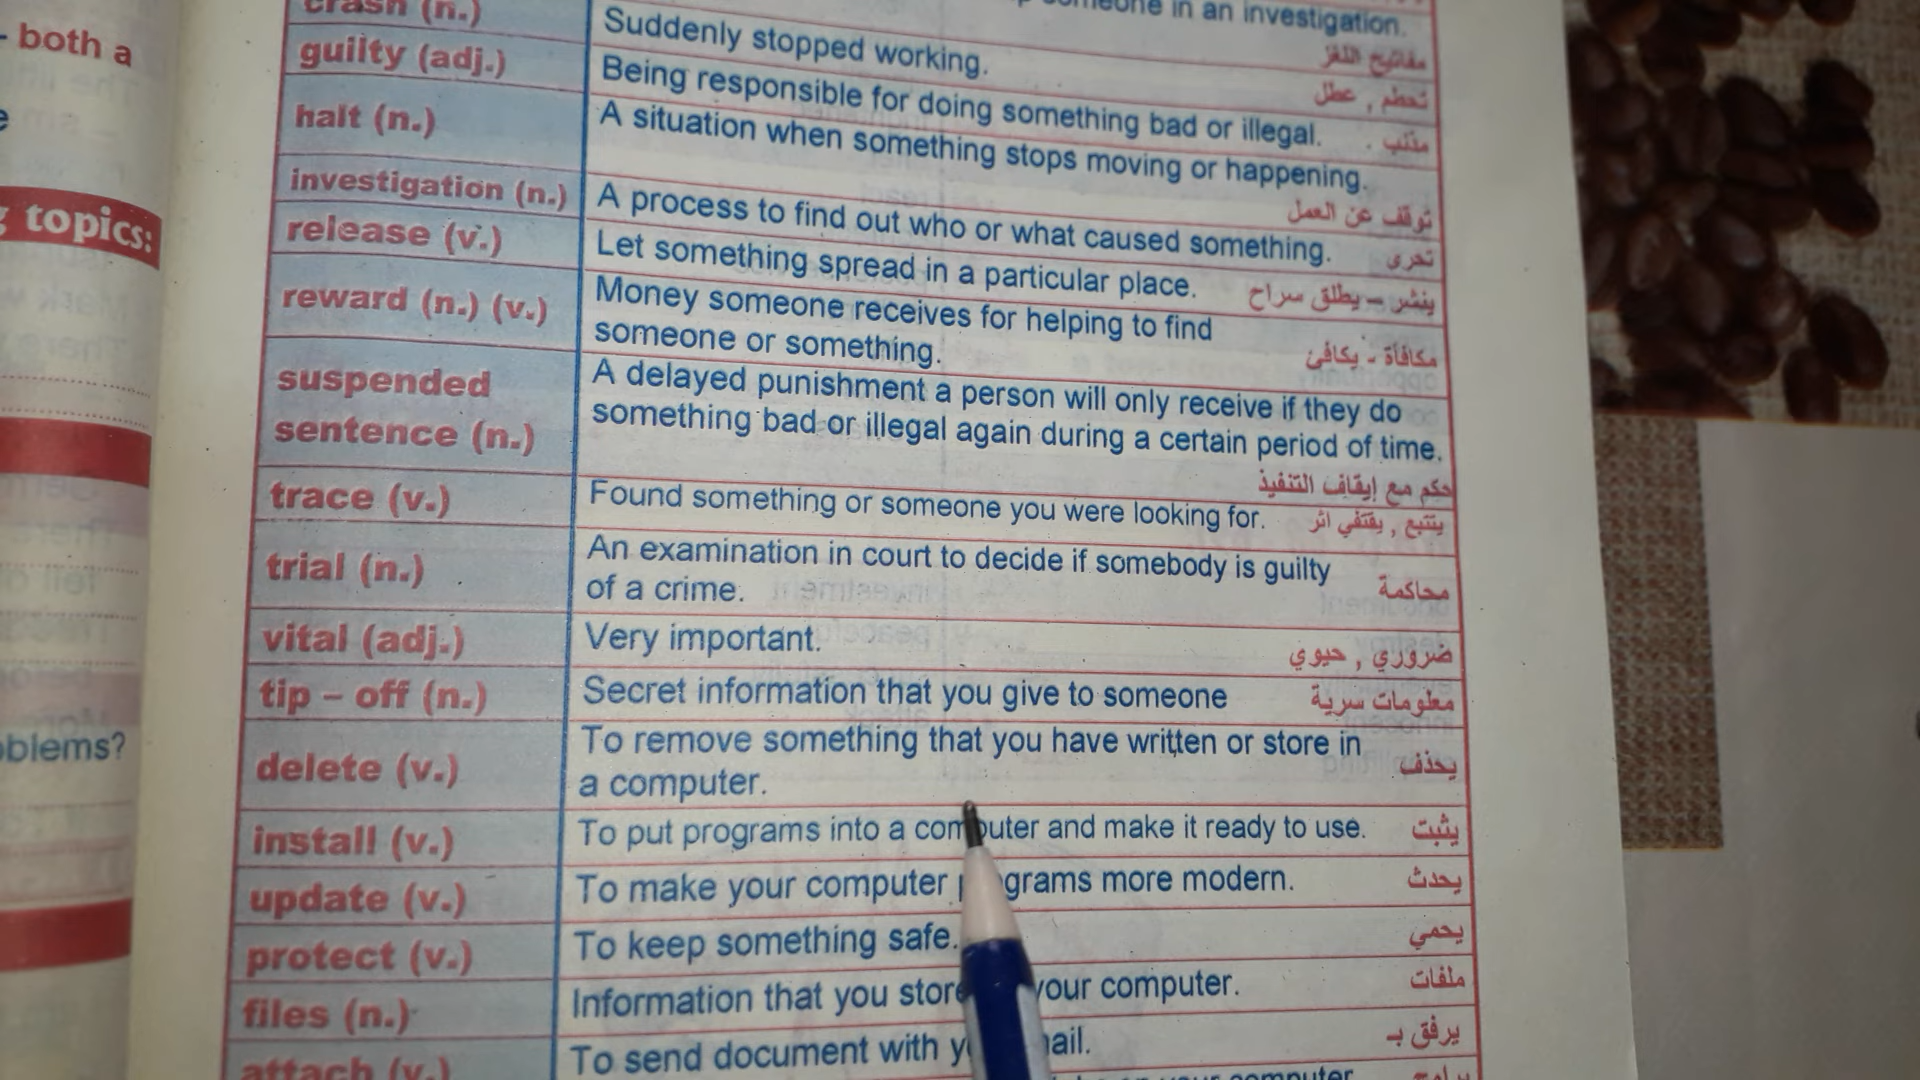 - both a
topics:
oblems?
crash (n.)
someone in an investigation.
مفاتيح اللغز
Suddenly stopped working.
تحطم , عطل
guilty (adj.)
Being responsible for doing something bad or illegal.
مذنب
halt (n.)
A situation when something stops moving or happening.
توقف عن العمل
investigation (n.)
A process to find out who or what caused something.
تحرى
release (v.)
Let something spread in a particular place.
ينشر – يطلق سراح
reward (n.) (v.)
Money someone receives for helping to find
someone or something.
مكافأة - يكافئ
suspended
sentence (n.)
A delayed punishment a person will only receive if they do
something bad or illegal again during a certain period of time.
حكم مع إيقاف التنفيذ
trace (v.)
Found something or someone you were looking for.
يتتبع , يقتفي اثر
trial (n.)
An examination in court to decide if somebody is guilty
of a crime.
محاكمة
vital (adj.)
Very important.
ضروري , حيوي
tip – off (n.)
Secret information that you give to someone
معلومات سرية
delete (v.)
To remove something that you have written or store in
a computer.
يحذف
install (v.)
To put programs into a computer and make it ready to use.
يثبت
update (v.)
To make your computer programs more modern.
يحدث
protect (v.)
To keep something safe.
يحمي
files (n.)
Information that you store your computer.
ملفات
attach (v.)
To send document with
يرفق بـ
your computer
برامج